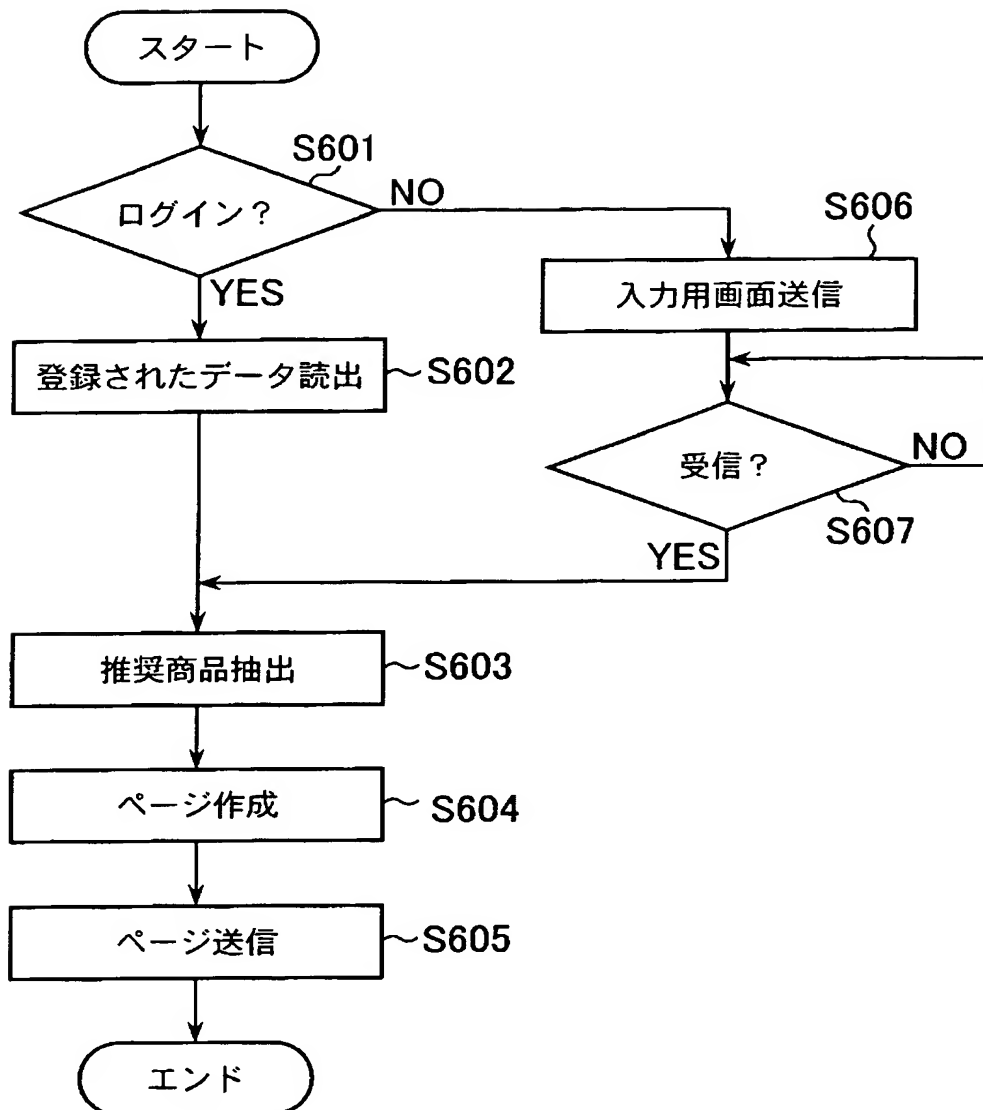 スタート
S601
ログイン？
NO
YES
S606
入力用画面送信
登録されたデータ読出
S602
受信？
NO
S607
YES
推奨商品抽出
S603
ページ作成
S604
ページ送信
S605
エンド